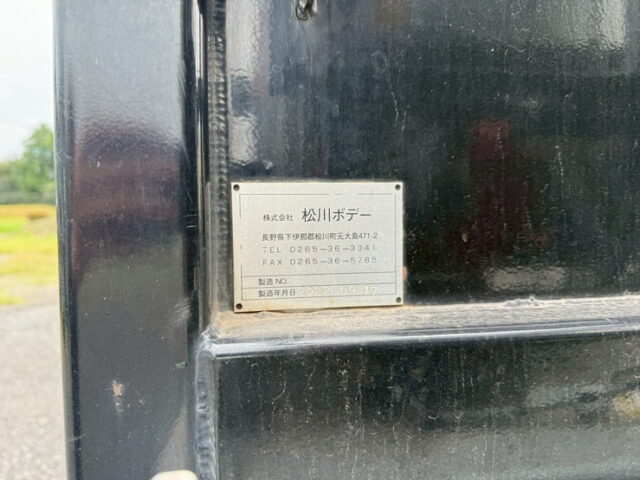 株式会社 松川ボデー
長野県下伊那郡松川町元大島471-2
TEL 0265-36-3341
FAX 0265-36-5785
製造NO.
製造年月日